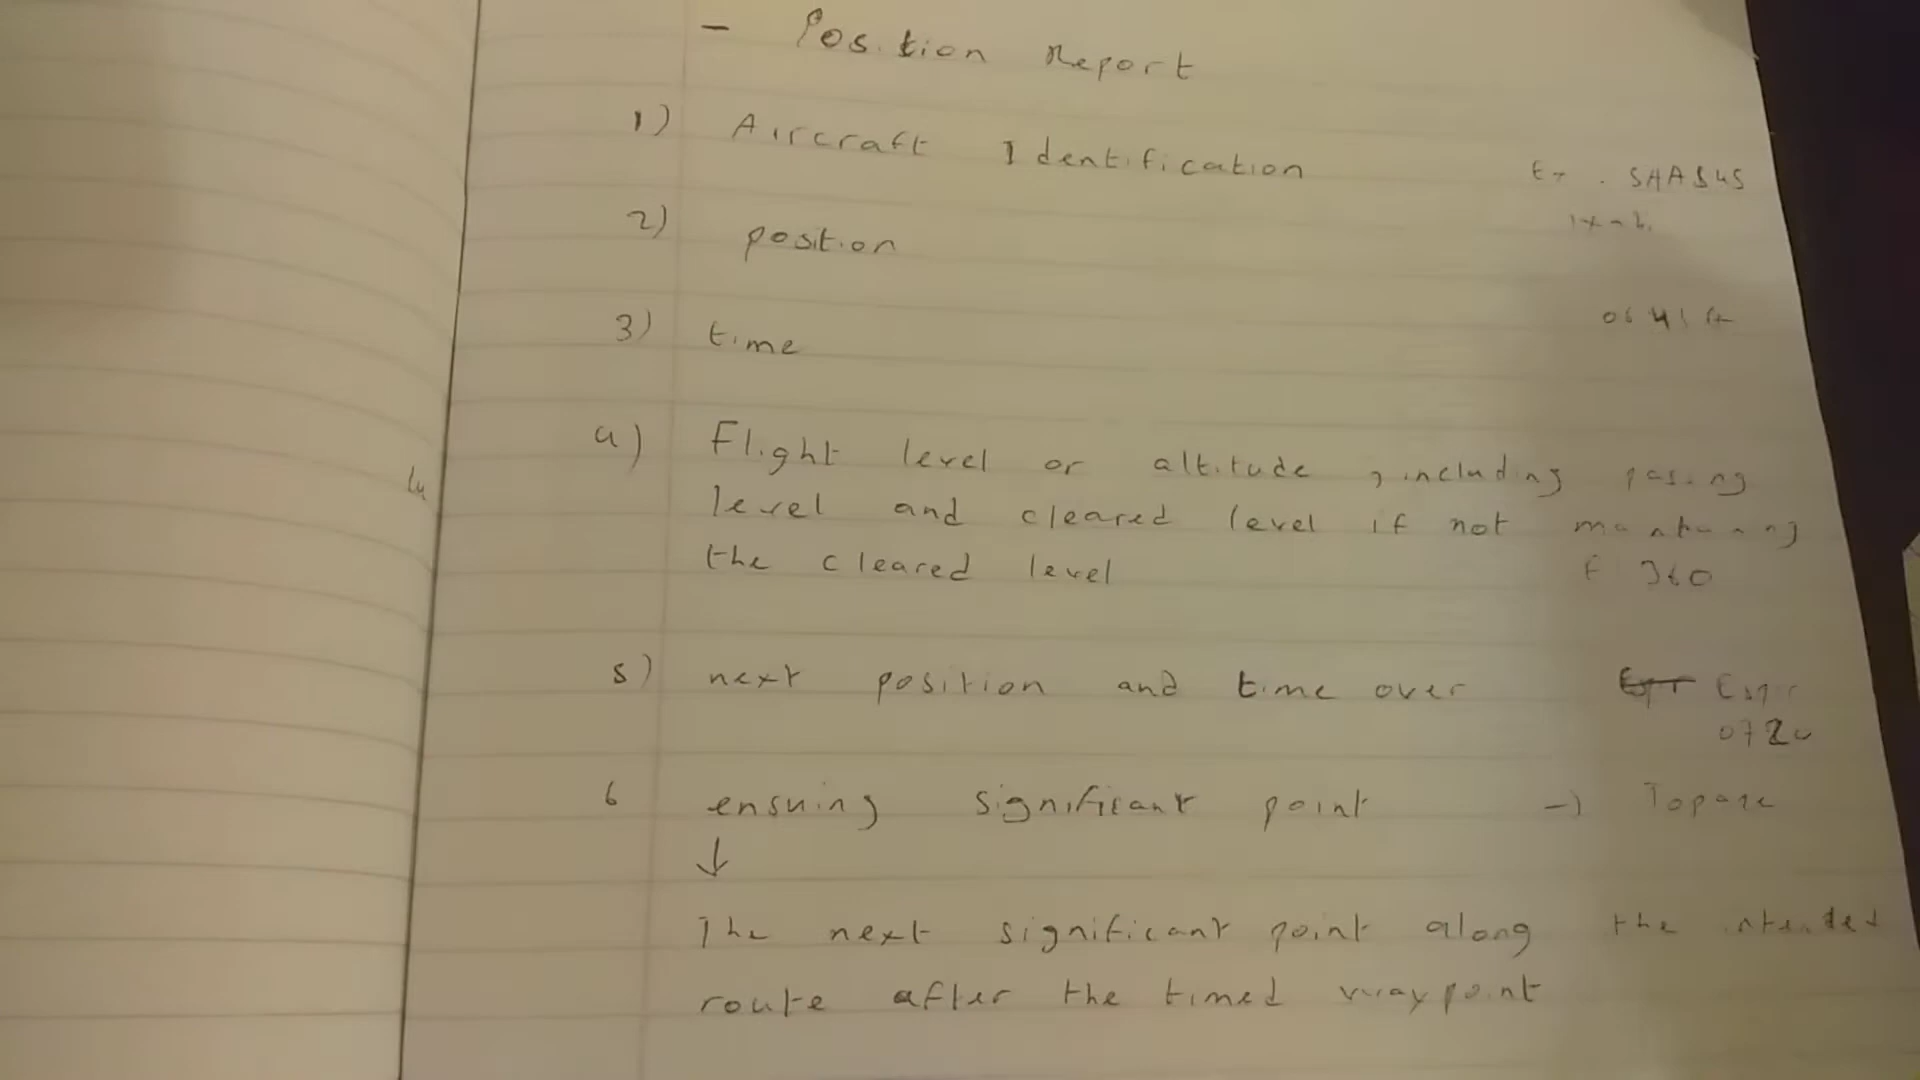 - Position Report
1) Aircraft Identification
2) position
3) time
4) Flight level or altitude, including passing
level and cleared level if not
the cleared level
F 360
5) next position and time over
072
6 ensuing significant point
↓
The next significant point along the intended
route after the timed waypoint